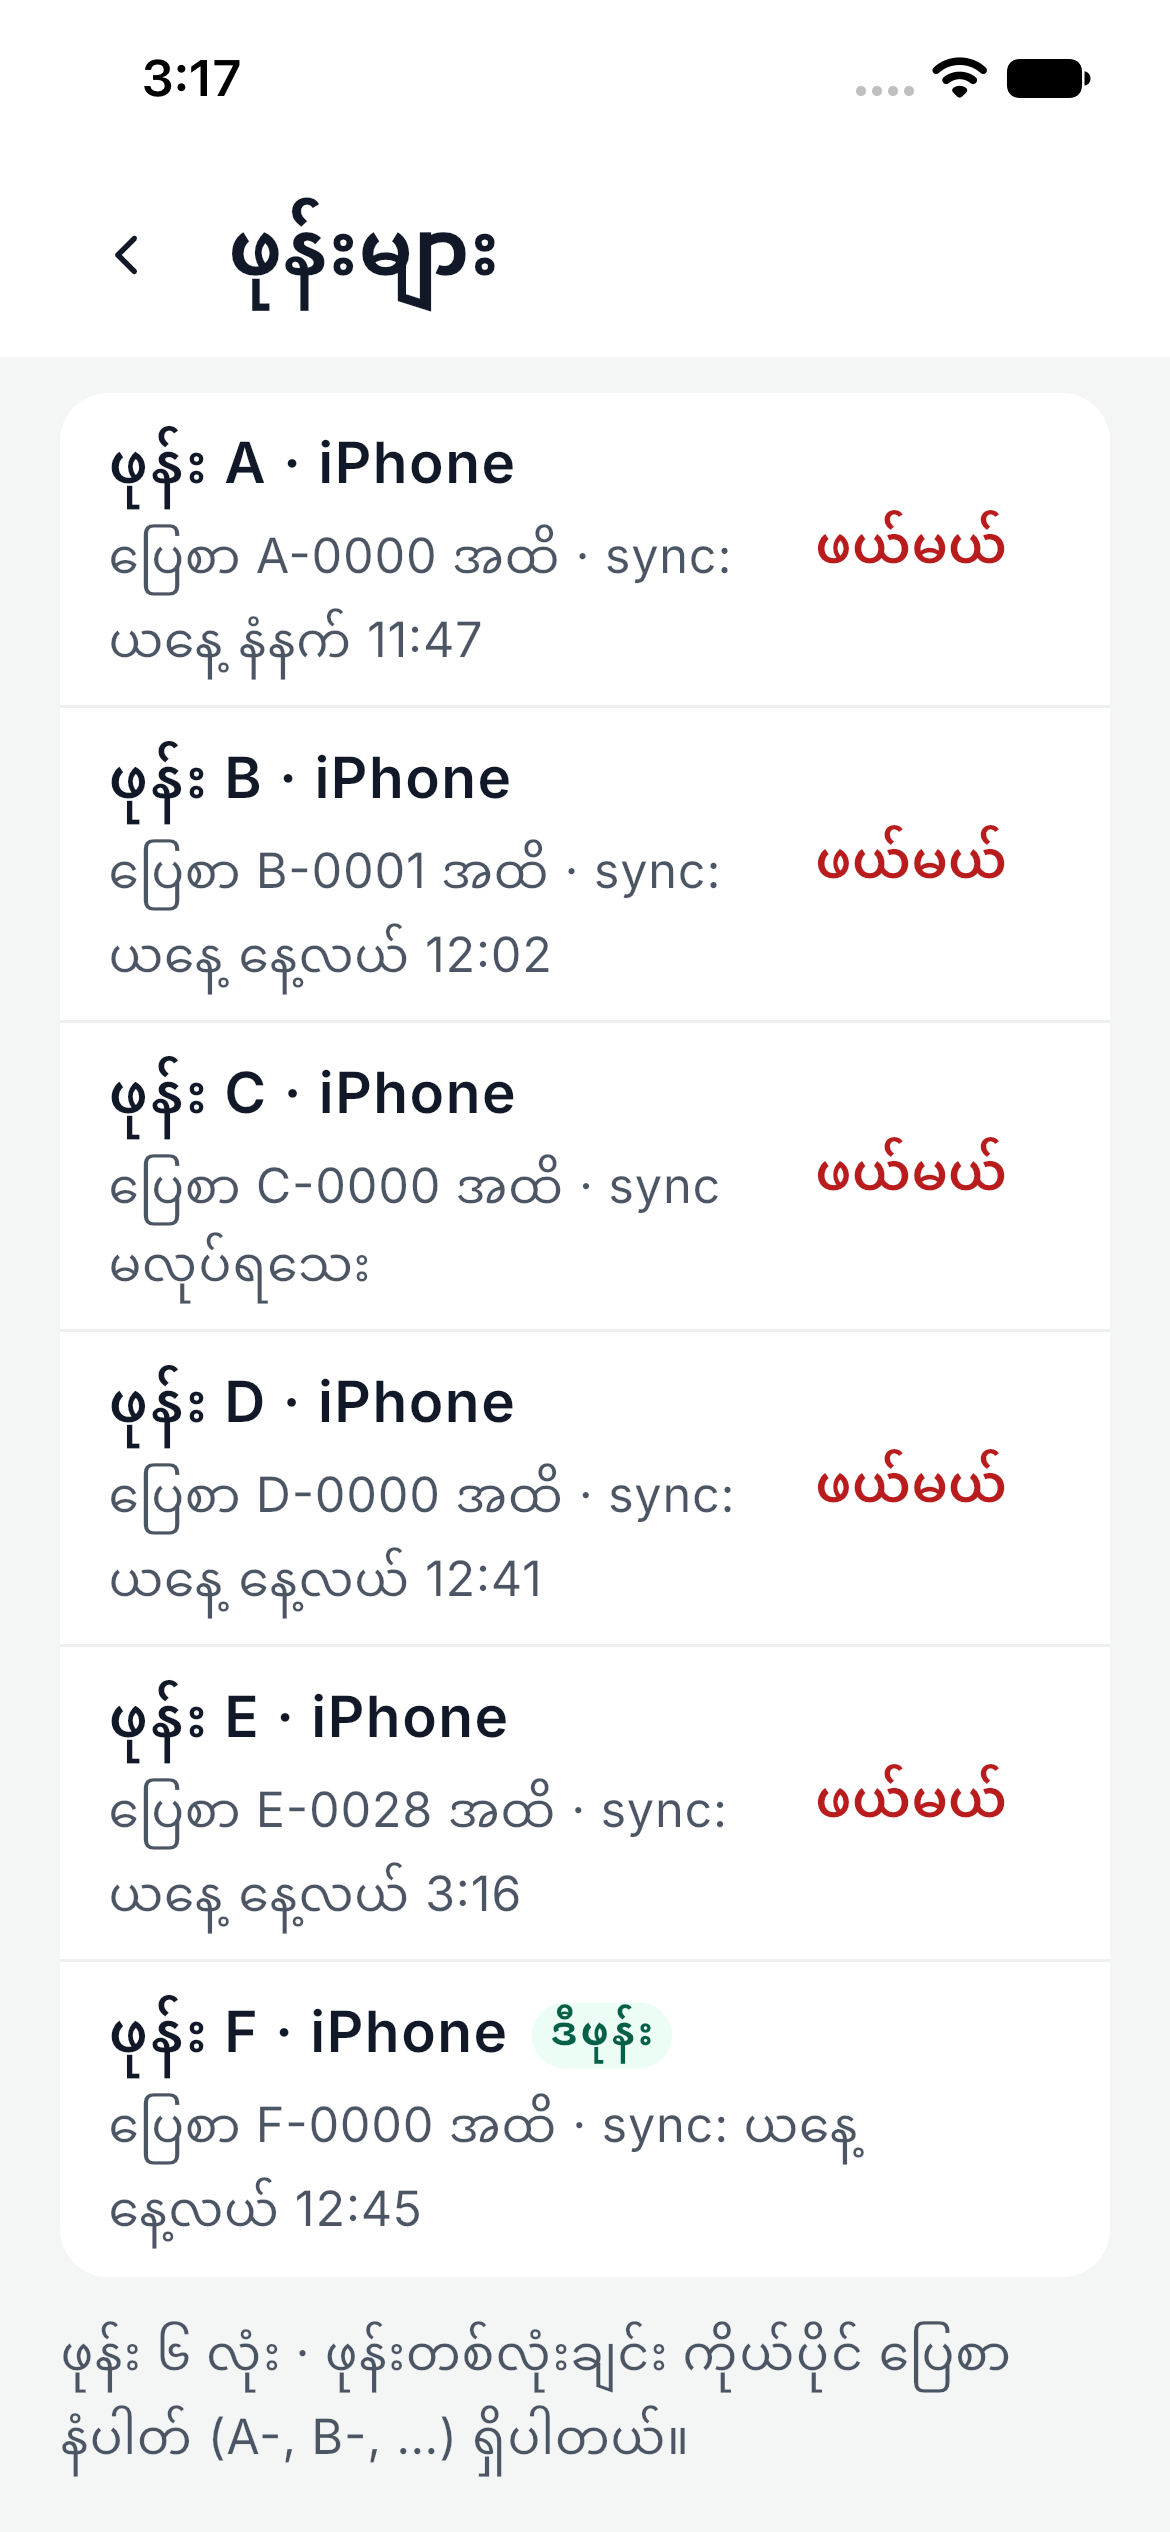 3:17
ဖုန်းများ
ဖုန်း A · iPhone
ပြေစာ A-0000 အထိ · sync:
ယနေ့ နံနက် 11:47
ဖယ်မယ်
ဖုန်း B · iPhone
ပြေစာ B-0001 အထိ · sync:
ယနေ့ နေ့လယ် 12:02
ဖယ်မယ်
ဖုန်း C · iPhone
ပြေစာ C-0000 အထိ · sync
မလုပ်ရသေး
ဖယ်မယ်
ဖုန်း D · iPhone
ပြေစာ D-0000 အထိ · sync:
ယနေ့ နေ့လယ် 12:41
ဖယ်မယ်
ဖုန်း E · iPhone
ပြေစာ E-0028 အထိ · sync:
ယနေ့ နေ့လယ် 3:16
ဖယ်မယ်
ဖုန်း F · iPhone ဒီဖုန်း
ပြေစာ F-0000 အထိ · sync: ယနေ့
နေ့လယ် 12:45
ဖုန်း ၆ လုံး · ဖုန်းတစ်လုံးချင်း ကိုယ်ပိုင် ပြေစာ
နံပါတ် (A-, B-, ...) ရှိပါတယ်။